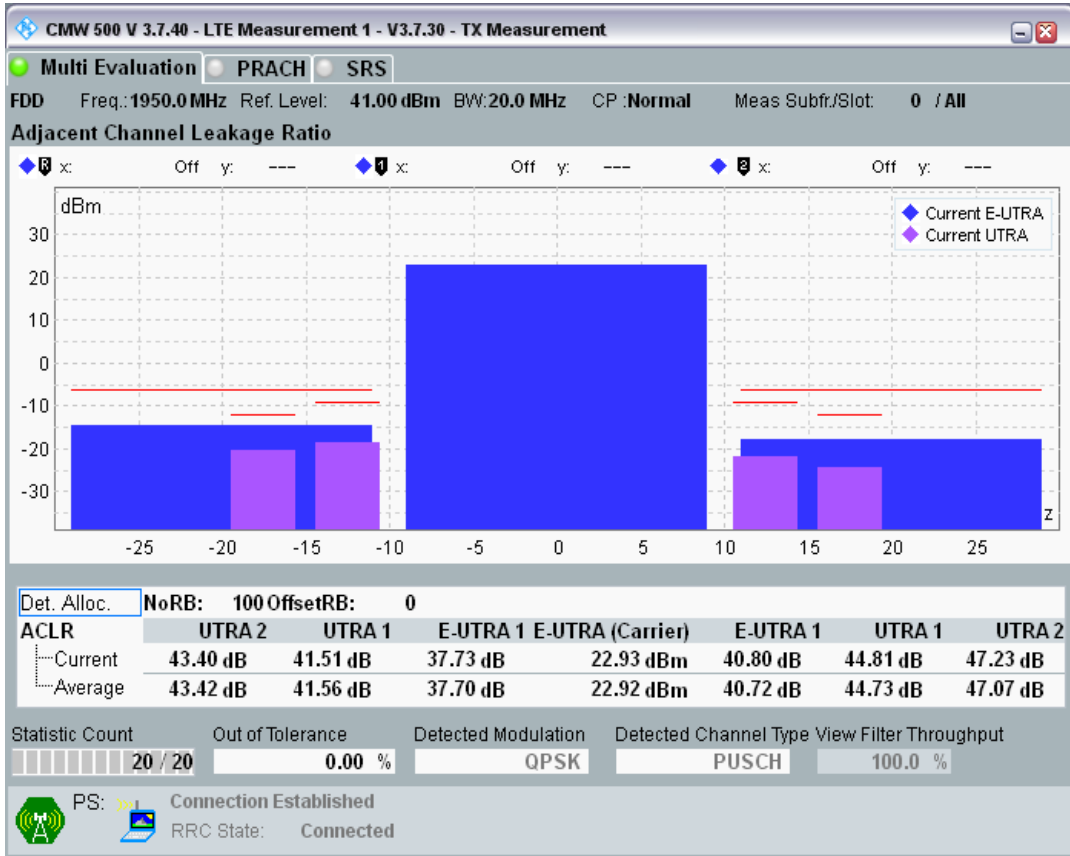 CMW 500 V 3.7.40 - LTE Measurement 1 - V3.7.30 - TX Measurement
Multi Evaluation PRACH SRS
FDD Freq.: 1950.0 MHz Ref. Level: 41.00 dBm BW: 20.0 MHz CP :Normal Meas Subfr./Slot: 0 / All
Adjacent Channel Leakage Ratio
R x: Off y: --- 1 x: Off y: --- 2 x: Off y: ---
dBm
Current E-UTRA
Current UTRA
30
20
10
0
-10
-20
-30
z
-25 -20 -15 -10 -5 0 5 10 15 20 25
Det. Alloc. NoRB: 100 OffsetRB: 0
ACLR UTRA 2 UTRA 1 E-UTRA 1 E-UTRA (Carrier) E-UTRA 1 UTRA 1 UTRA 2
Current 43.40 dB 41.51 dB 37.73 dB 22.93 dBm 40.80 dB 44.81 dB 47.23 dB
Average 43.42 dB 41.56 dB 37.70 dB 22.92 dBm 40.72 dB 44.73 dB 47.07 dB
Statistic Count Out of Tolerance Detected Modulation Detected Channel Type View Filter Throughput
20 / 20 0.00 % QPSK PUSCH 100.0 %
PS: Connection Established
RRC State: Connected